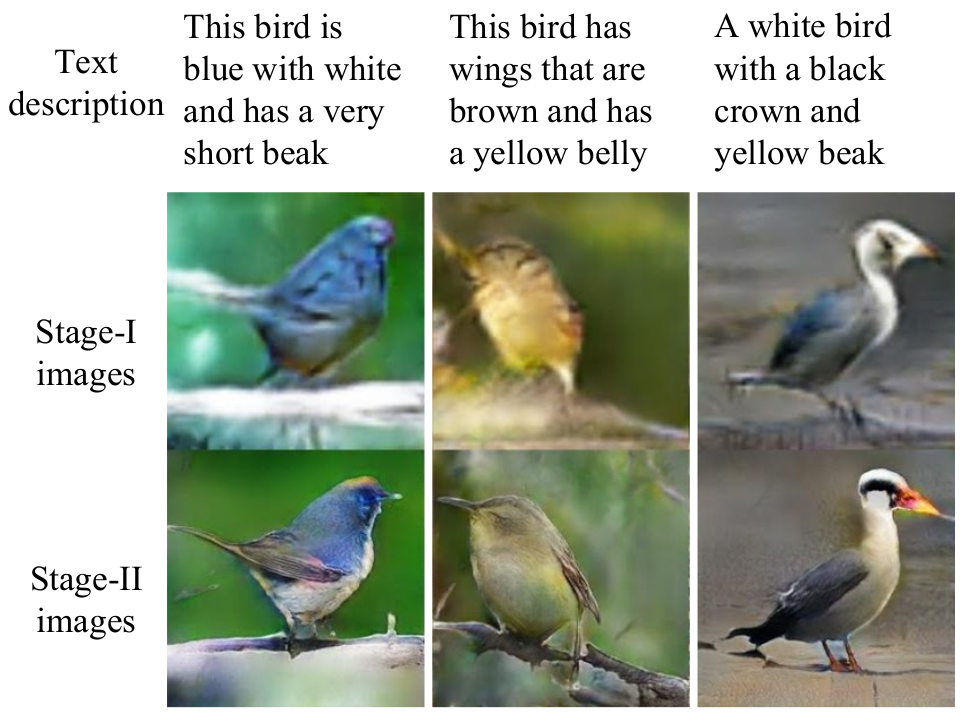 Text
description
This bird is
blue with white
and has a very
short beak
This bird has
wings that are
brown and has
a yellow belly
A white bird
with a black
crown and
yellow beak
Stage-I
images
Stage-II
images